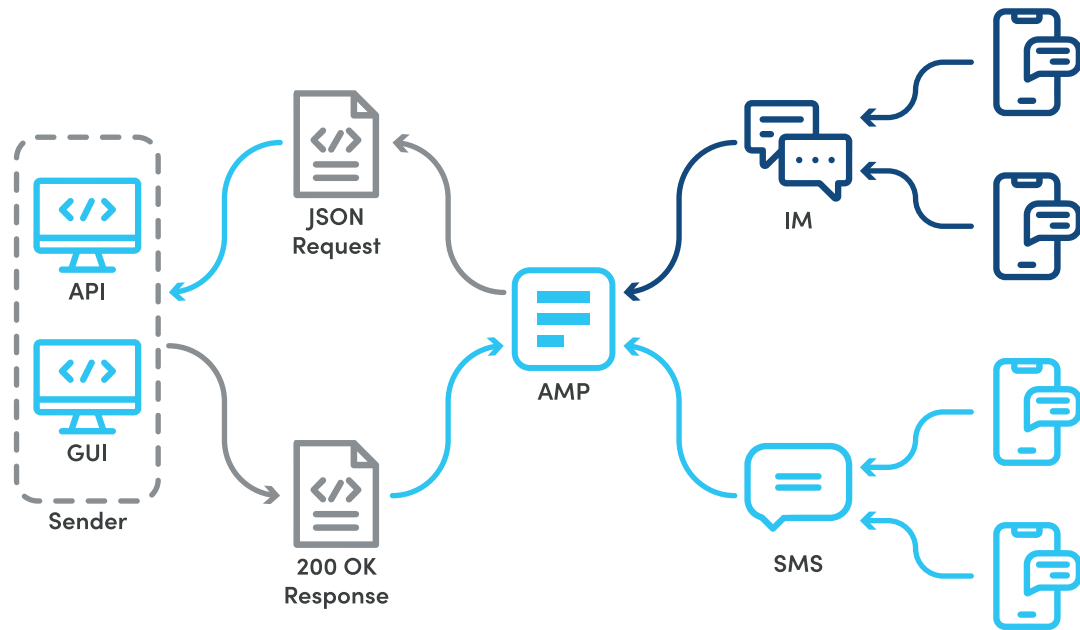 JSON
Request
IM
API
AMP
GUI
Sender
200 OK
Response
SMS